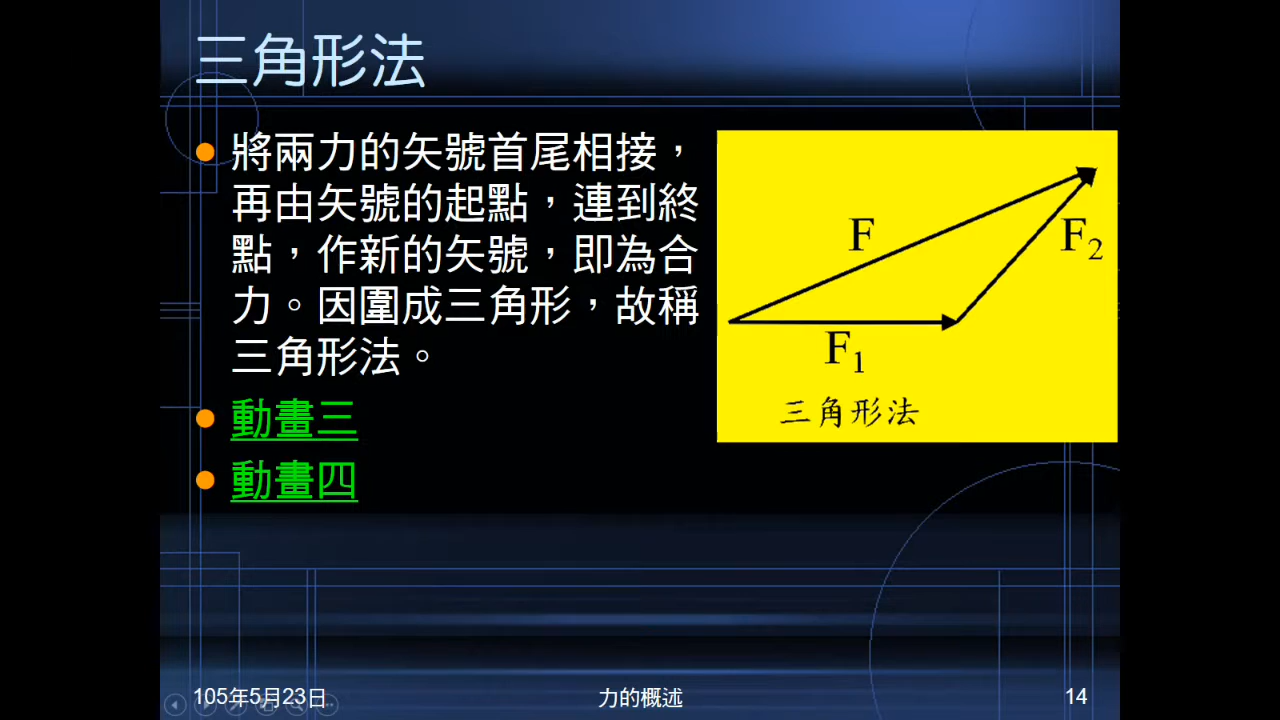 三角形法
將兩力的矢號首尾相接，
再由矢號的起點，連到終
點，作新的矢號，即為合
力。因圍成三角形，故稱
三角形法。
動畫三
動畫四
F
F₂
F₁
三角形法
105年5月23日
力的概述
14